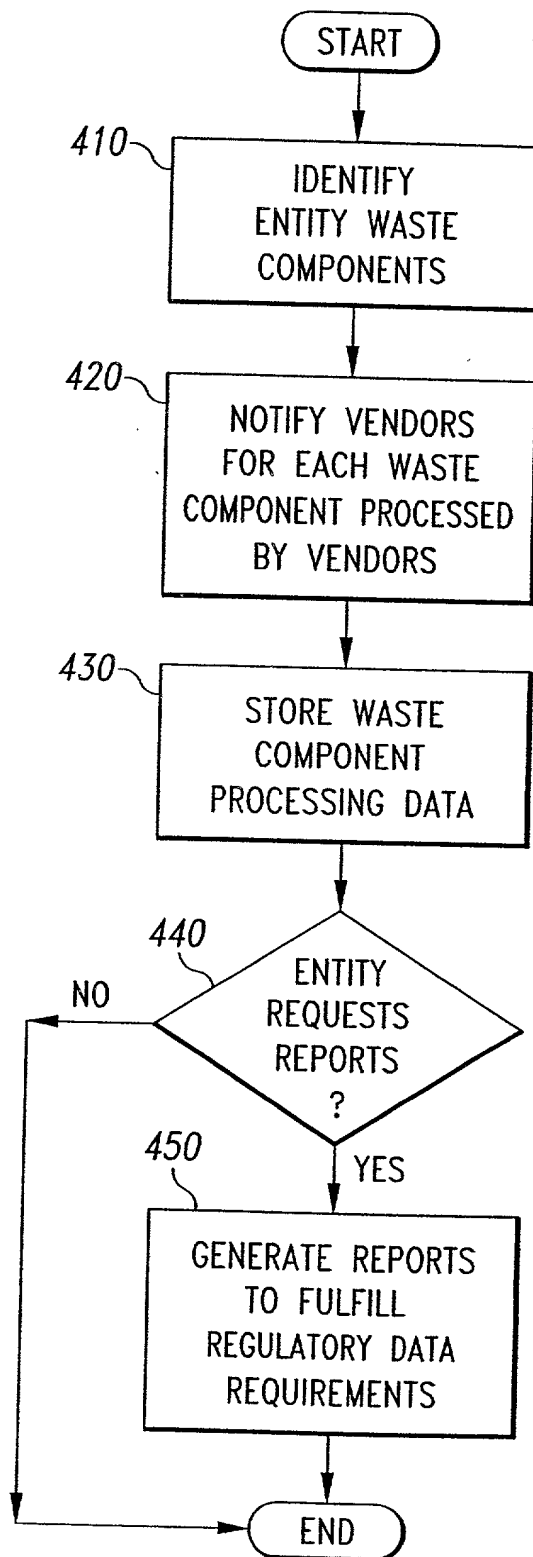 START
410
IDENTIFY
ENTITY WASTE
COMPONENTS
420
NOTIFY VENDORS
FOR EACH WASTE
COMPONENT PROCESSED
BY VENDORS
430
STORE WASTE
COMPONENT
PROCESSING DATA
440
NO
ENTITY
REQUESTS
REPORTS
?
450
YES
GENERATE REPORTS
TO FULFILL
REGULATORY DATA
REQUIREMENTS
END